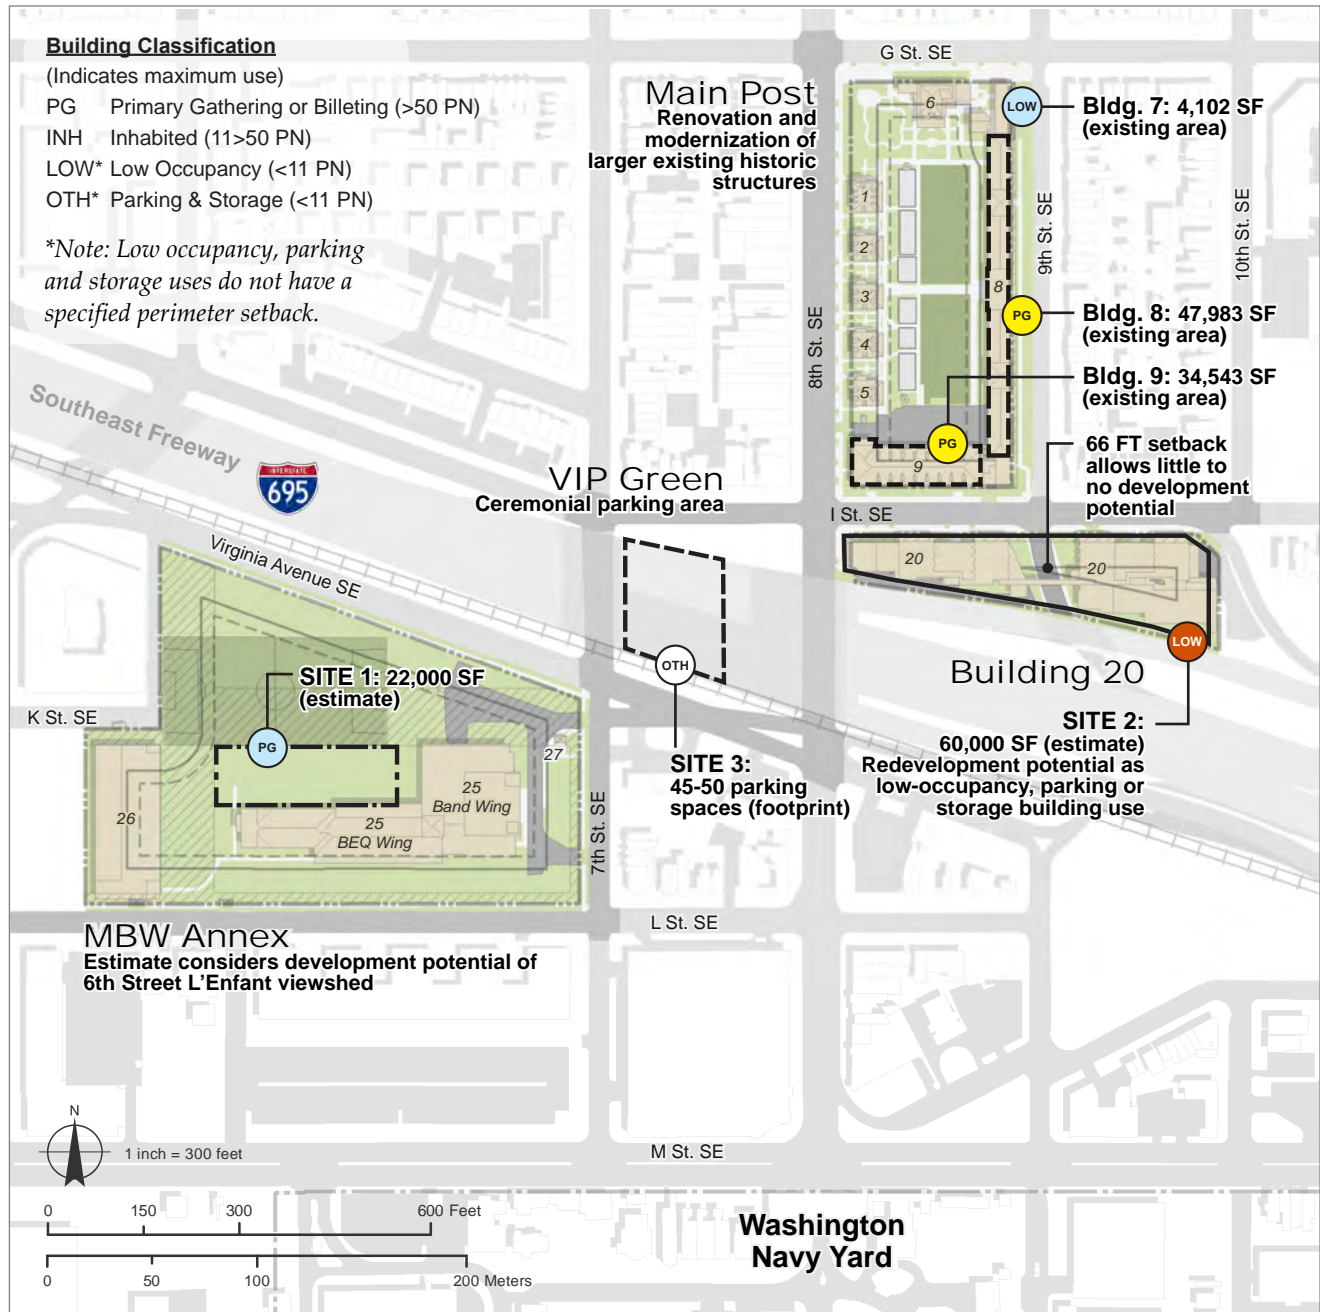 Building Classification
(Indicates maximum use)
PG Primary Gathering or Billeting (>50 PN)
INH Inhabited (11>50 PN)
LOW* Low Occupancy (<11 PN)
OTH* Parking & Storage (<11 PN)
*Note: Low occupancy, parking
and storage uses do not have a
specified perimeter setback.
G St. SE
Main Post
Renovation and
modernization of
larger existing historic
structures
6
LOW
Bldg. 7: 4,102 SF
(existing area)
1
2
3
4
5
8
9th St. SE
10th St. SE
8th St. SE
PG
Bldg. 8: 47,983 SF
(existing area)
Bldg. 9: 34,543 SF
(existing area)
PG
9
66 FT setback
allows little to
no development
potential
Southeast Freeway
INTERSTATE
695
VIP Green
Ceremonial parking area
I St. SE
Virginia Avenue SE
20
20
OTH
LOW
Building 20
SITE 1: 22,000 SF
(estimate)
K St. SE
PG
27
SITE 3:
45-50 parking
spaces (footprint)
SITE 2:
60,000 SF (estimate)
Redevelopment potential as
low-occupancy, parking or
storage building use
26
25
Band Wing
25
BEQ Wing
7th St. SE
L St. SE
MBW Annex
Estimate considers development potential of
6th Street L'Enfant viewshed
N
1 inch = 300 feet
M St. SE
0 150 300 600 Feet
0 50 100 200 Meters
Washington
Navy Yard